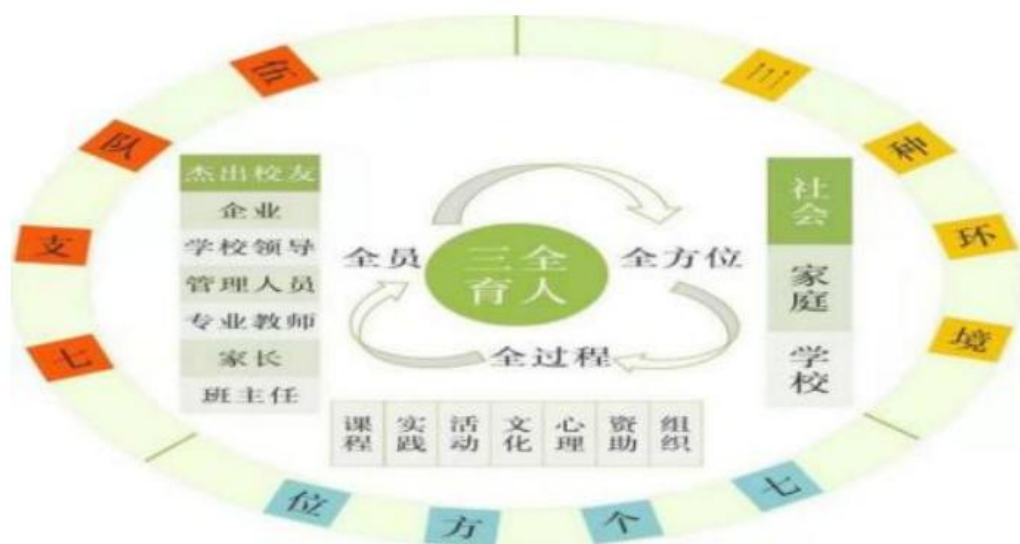 七支队伍
三种环境
七个方位
杰出校友
企业
学校领导
管理人员
专业教师
家长
班主任
全员
三全
育人
全方位
全过程
社会
家庭
学校
课程
实践
活动
文化
心理
资助
组织